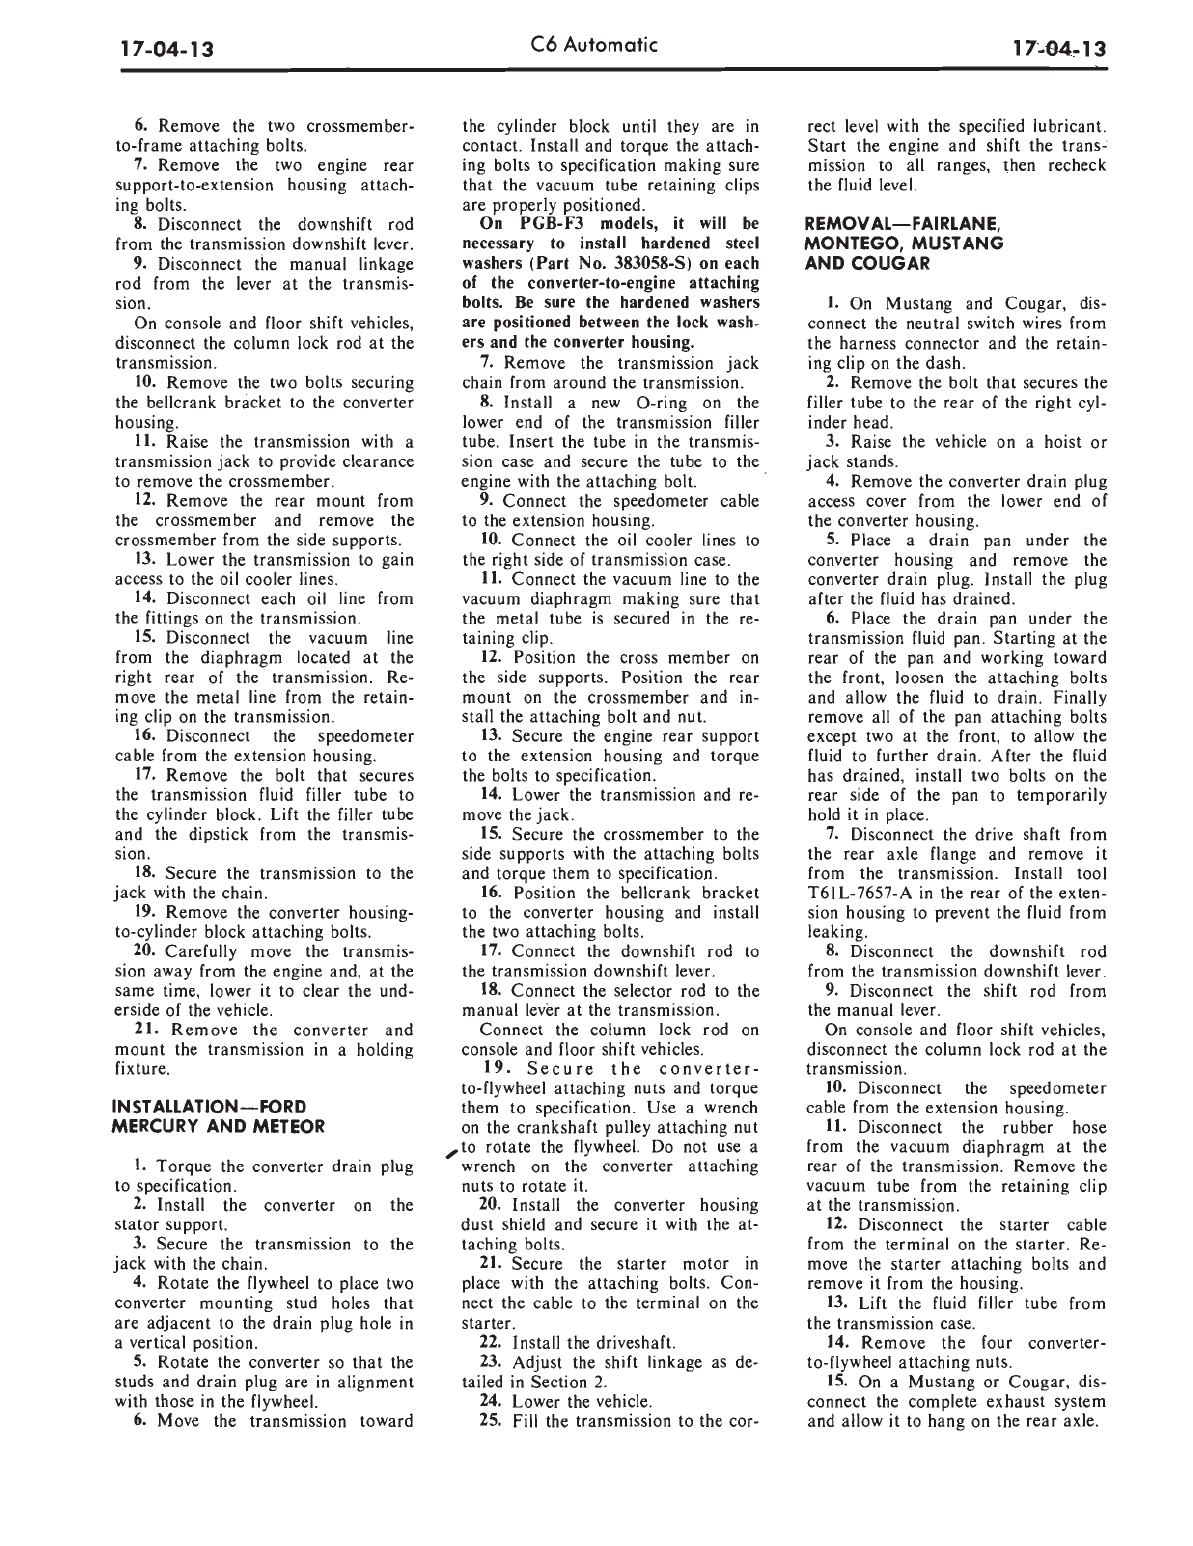 17-04-13
C6 Automatic
17-04-13
6. Remove the two crossmember-
to-frame attaching bolts.
7. Remove the two engine rear
support-to-extension housing attach-
ing bolts.
8. Disconnect the downshift rod
from the transmission downshift lever.
9. Disconnect the manual linkage
rod from the lever at the transmis-
sion.
On console and floor shift vehicles,
disconnect the column lock rod at the
transmission.
10. Remove the two bolts securing
the bellcrank bracket to the converter
housing.
11. Raise the transmission with a
transmission jack to provide clearance
to remove the crossmember.
12. Remove the rear mount from
the crossmember and remove the
crossmember from the side supports.
13. Lower the transmission to gain
access to the oil cooler lines.
14. Disconnect each oil line from
the fittings on the transmission.
15. Disconnect the vacuum line
from the diaphragm located at the
right rear of the transmission. Re-
move the metal line from the retain-
ing clip on the transmission.
16. Disconnect the speedometer
cable from the extension housing.
17. Remove the bolt that secures
the transmission fluid filler tube to
the cylinder block. Lift the filler tube
and the dipstick from the transmis-
sion.
18. Secure the transmission to the
jack with the chain.
19. Remove the converter housing-
to-cylinder block attaching bolts.
20. Carefully move the transmis-
sion away from the engine and, at the
same time, lower it to clear the und-
erside of the vehicle.
21. Remove the converter and
mount the transmission in a holding
fixture.
INSTALLATION—FORD
MERCURY AND METEOR
1. Torque the converter drain plug
to specification.
2. Install the converter on the
stator support.
3. Secure the transmission to the
jack with the chain.
4. Rotate the flywheel to place two
converter mounting stud holes that
are adjacent to the drain plug hole in
a vertical position.
5. Rotate the converter so that the
studs and drain plug are in alignment
with those in the flywheel.
6. Move the transmission toward
the cylinder block until they are in
contact. Install and torque the attach-
ing bolts to specification making sure
that the vacuum tube retaining clips
are properly positioned.
On PGB-F3 models, it will be
necessary to install hardened steel
washers (Part No. 383058-S) on each
of the converter-to-engine attaching
bolts. Be sure the hardened washers
are positioned between the lock wash-
ers and the converter housing.
7. Remove the transmission jack
chain from around the transmission.
8. Install a new O-ring on the
lower end of the transmission filler
tube. Insert the tube in the transmis-
sion case and secure the tube to the
engine with the attaching bolt.
9. Connect the speedometer cable
to the extension housing.
10. Connect the oil cooler lines to
the right side of transmission case.
11. Connect the vacuum line to the
vacuum diaphragm making sure that
the metal tube is secured in the re-
taining clip.
12. Position the cross member on
the side supports. Position the rear
mount on the crossmember and in-
stall the attaching bolt and nut.
13. Secure the engine rear support
to the extension housing and torque
the bolts to specification.
14. Lower the transmission and re-
move the jack.
15. Secure the crossmember to the
side supports with the attaching bolts
and torque them to specification.
16. Position the bellcrank bracket
to the converter housing and install
the two attaching bolts.
17. Connect the downshift rod to
the transmission downshift lever.
18. Connect the selector rod to the
manual lever at the transmission.
Connect the column lock rod on
console and floor shift vehicles.
19. Secure the converter-
to-flywheel attaching nuts and torque
them to specification. Use a wrench
on the crankshaft pulley attaching nut
to rotate the flywheel. Do not use a
wrench on the converter attaching
nuts to rotate it.
20. Install the converter housing
dust shield and secure it with the at-
taching bolts.
21. Secure the starter motor in
place with the attaching bolts. Con-
nect the cable to the terminal on the
starter.
22. Install the driveshaft.
23. Adjust the shift linkage as de-
tailed in Section 2.
24. Lower the vehicle.
25. Fill the transmission to the cor-
rect level with the specified lubricant.
Start the engine and shift the trans-
mission to all ranges, then recheck
the fluid level.
REMOVAL—FAIRLANE,
MONTEGO, MUSTANG
AND COUGAR
1. On Mustang and Cougar, dis-
connect the neutral switch wires from
the harness connector and the retain-
ing clip on the dash.
2. Remove the bolt that secures the
filler tube to the rear of the right cyl-
inder head.
3. Raise the vehicle on a hoist or
jack stands.
4. Remove the converter drain plug
access cover from the lower end of
the converter housing.
5. Place a drain pan under the
converter housing and remove the
converter drain plug. Install the plug
after the fluid has drained.
6. Place the drain pan under the
transmission fluid pan. Starting at the
rear of the pan and working toward
the front, loosen the attaching bolts
and allow the fluid to drain. Finally
remove all of the pan attaching bolts
except two at the front, to allow the
fluid to further drain. After the fluid
has drained, install two bolts on the
rear side of the pan to temporarily
hold it in place.
7. Disconnect the drive shaft from
the rear axle flange and remove it
from the transmission. Install tool
T61L-7657-A in the rear of the exten-
sion housing to prevent the fluid from
leaking.
8. Disconnect the downshift rod
from the transmission downshift lever.
9. Disconnect the shift rod from
the manual lever.
On console and floor shift vehicles,
disconnect the column lock rod at the
transmission.
10. Disconnect the speedometer
cable from the extension housing.
11. Disconnect the rubber hose
from the vacuum diaphragm at the
rear of the transmission. Remove the
vacuum tube from the retaining clip
at the transmission.
12. Disconnect the starter cable
from the terminal on the starter. Re-
move the starter attaching bolts and
remove it from the housing.
13. Lift the fluid filler tube from
the transmission case.
14. Remove the four converter-
to-flywheel attaching nuts.
15. On a Mustang or Cougar, dis-
connect the complete exhaust system
and allow it to hang on the rear axle.